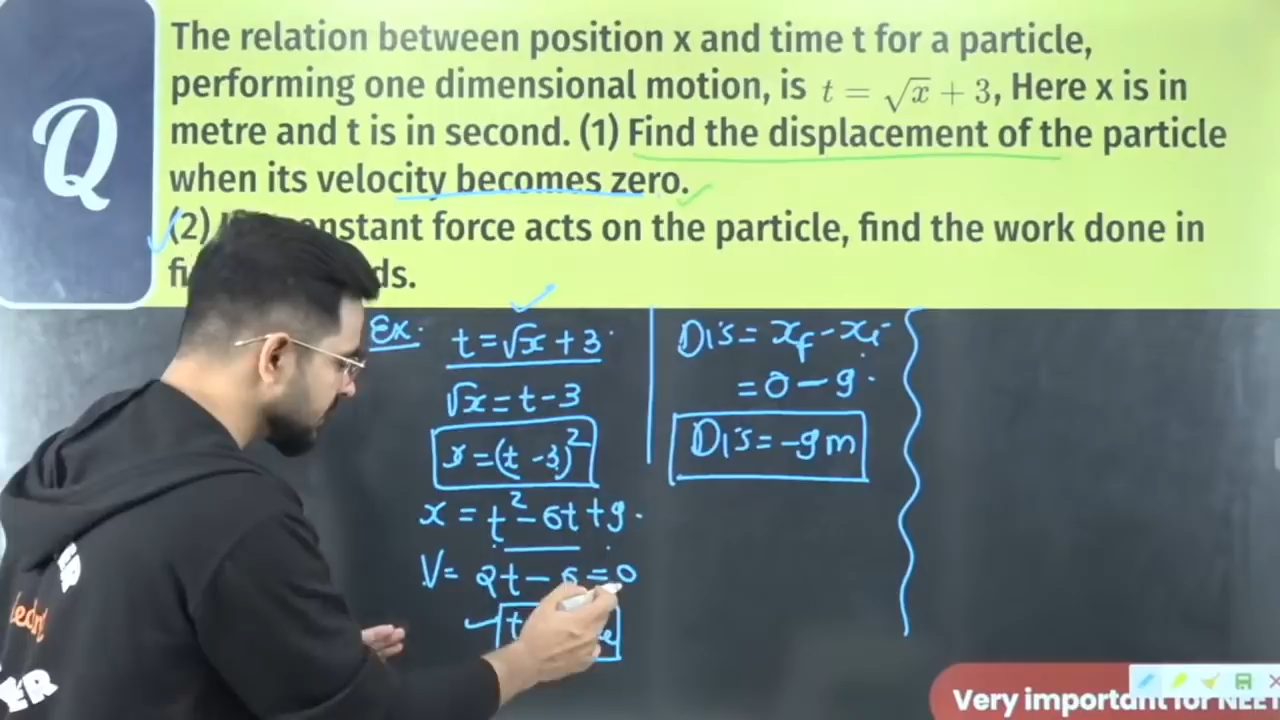 Q
The relation between position x and time t for a particle,
performing one dimensional motion, is t = √x + 3, Here x is in
metre and t is in second. (1) Find the displacement of the particle
when its velocity becomes zero.
(2) constant force acts on the particle, find the work done in
Ex. t = √x + 3
√x = t - 3
x = (t - 3)²
x = t² - 6t + 9
V = 2t - 6 = 0
t
Dis = xf - xi
= 0 - 9
Dis = -9m
Very important for NEET